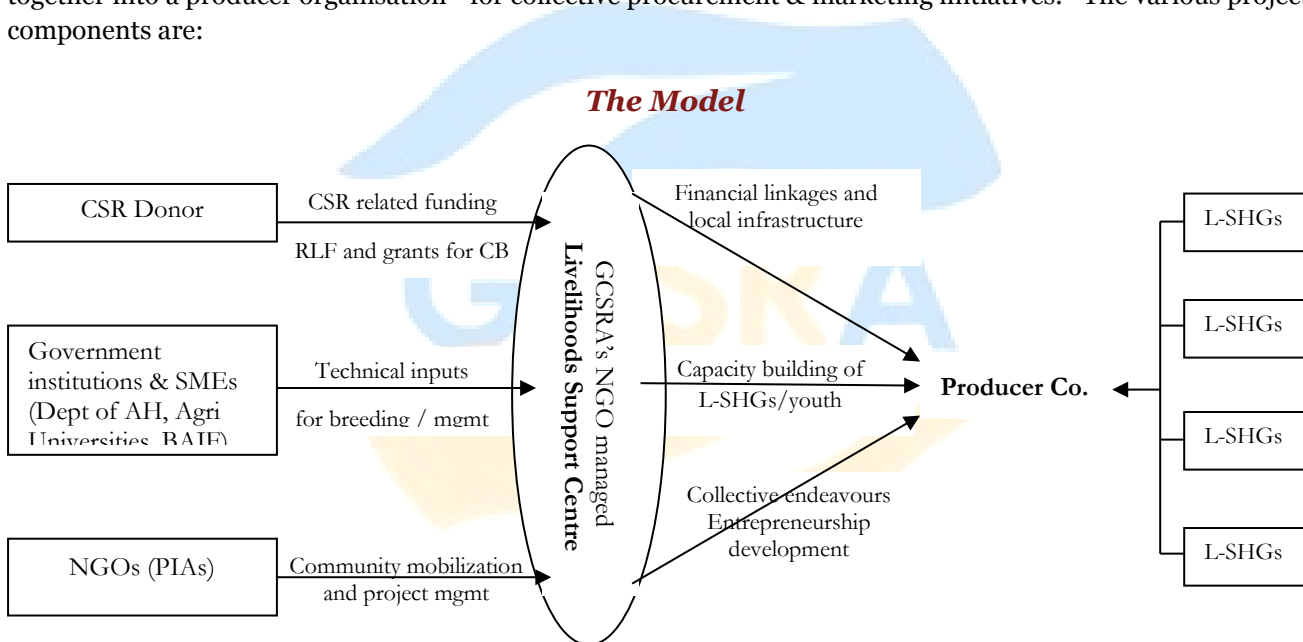 together into a producer organisation - for collective procurement & marketing initiatives. The various project
components are:
The Model
CSR Donor
CSR related funding
RLF and grants for CB
Government
institutions & SMEs
(Dept of AH, Agri
Universities, BAIF)
Technical inputs
for breeding / mgmt
NGOs (PIAs)
Community mobilization
and project mgmt
GCSRA's NGO managed
Livelihoods Support Centre
Financial linkages and
local infrastructure
Capacity building of
L-SHGs/youth
Collective endeavours
Entrepreneurship
development
Producer Co.
L-SHGs
L-SHGs
L-SHGs
L-SHGs